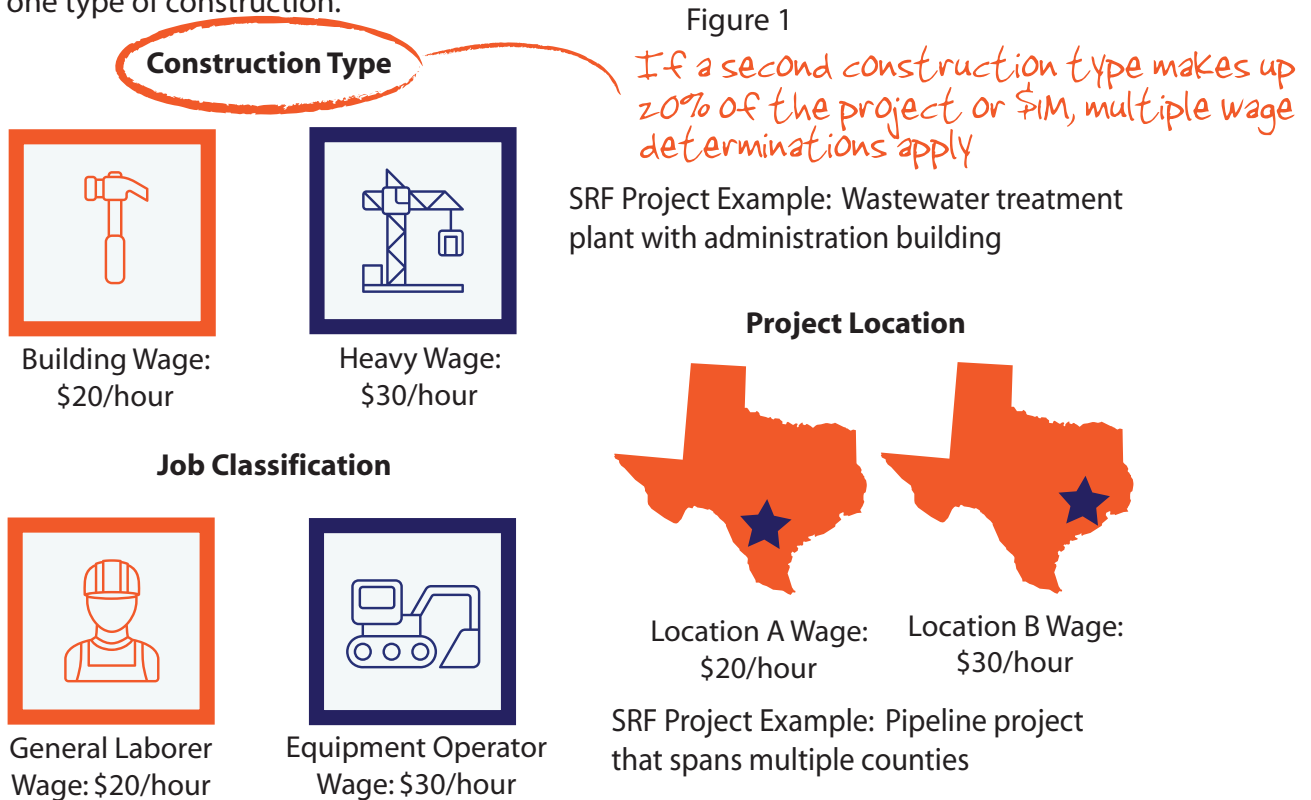 one type of construction.
Figure 1
Construction Type
If a second construction type makes up
20% of the project or $1M, multiple wage
determinations apply
SRF Project Example: Wastewater treatment
plant with administration building
Building Wage:
$20/hour
Heavy Wage:
$30/hour
Project Location
Location A Wage:
$20/hour
Location B Wage:
$30/hour
SRF Project Example: Pipeline project
that spans multiple counties
Job Classification
General Laborer
Wage: $20/hour
Equipment Operator
Wage: $30/hour